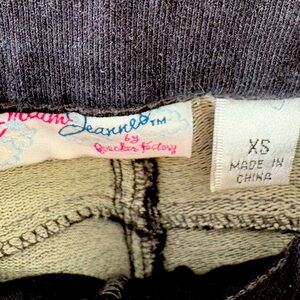 Jeannes™
by
Quacker Factory
XS
MADE IN
CHINA